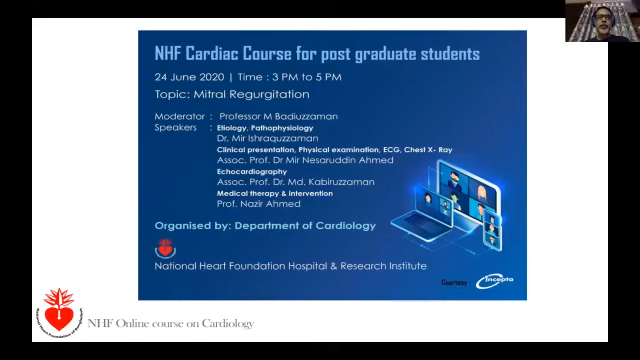 NHF Cardiac Course for post graduate students
24 June 2020 | Time : 3 PM to 5 PM
Topic: Mitral Regurgitation
Moderator : Professor M Badiuzzaman
Speakers : Etiology, Pathophysiology
Dr. Mir Ishraquzzaman
Clinical presentation, Physical examination, ECG, Chest X- Ray
Assoc. Prof. Dr Mir Nesaruddin Ahmed
Echocardiography
Assoc. Prof. Dr. Md. Kabiruzzaman
Medical therapy & intervention
Prof. Nazir Ahmed
Organised by: Department of Cardiology
National Heart Foundation Hospital & Research Institute
Incepta
NHF Online course on Cardiology